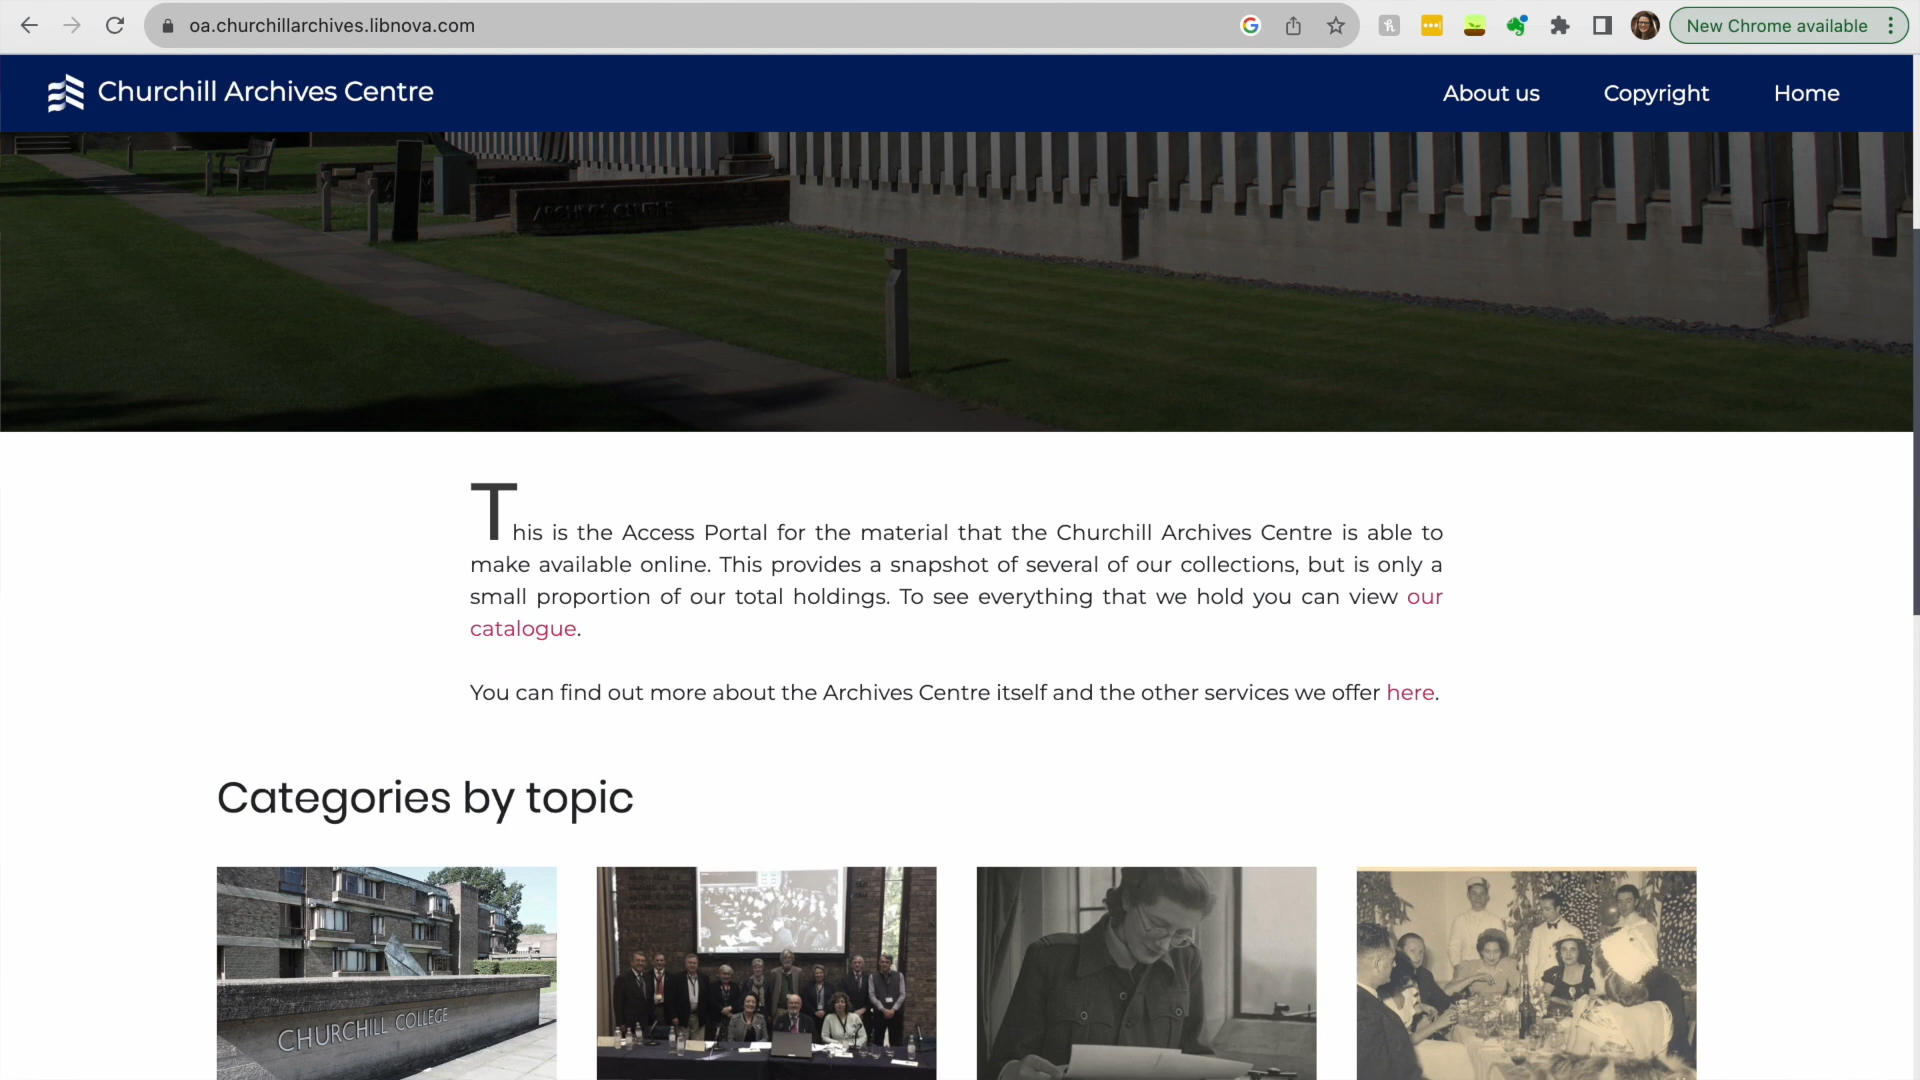 oa.churchillarchives.libnova.com
New Chrome available
Churchill Archives Centre
About us
Copyright
Home
ARCHIVES CENTRE
This is the Access Portal for the material that the Churchill Archives Centre is able to
make available online. This provides a snapshot of several of our collections, but is only a
small proportion of our total holdings. To see everything that we hold you can view our
catalogue.
You can find out more about the Archives Centre itself and the other services we offer here.
Categories by topic
CHURCHILL COLLEGE